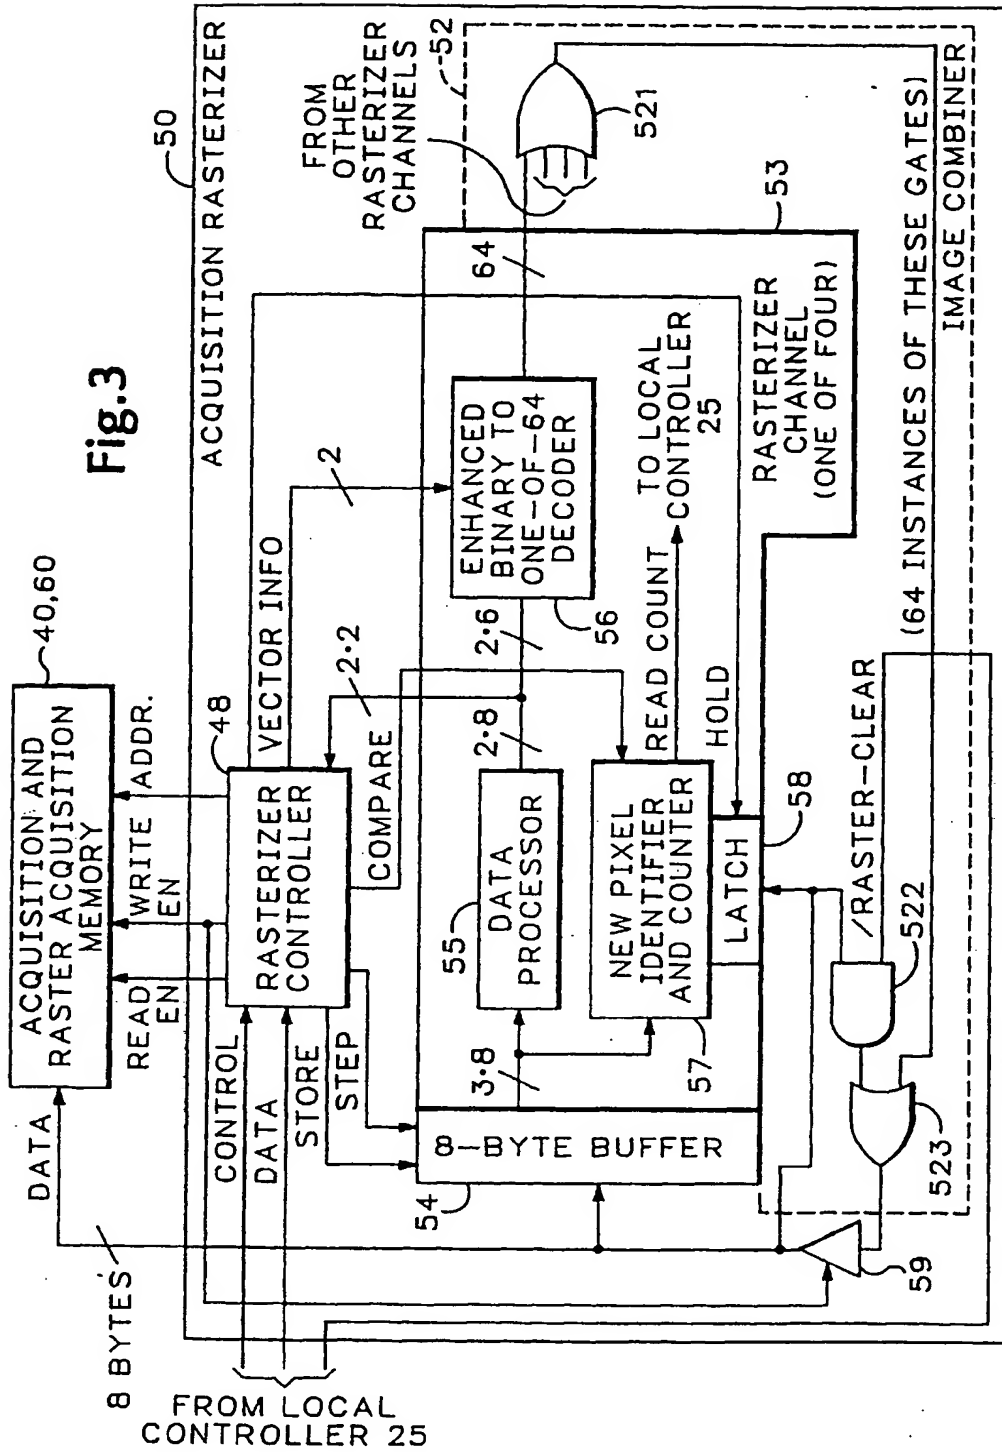 Fig.3
40,60
ACQUISITION AND
RASTER ACQUISITION
MEMORY
DATA
READ
EN
WRITE
EN
ADDR.
50
ACQUISITION RASTERIZER
8 BYTES
CONTROL
DATA
STORE
STEP
FROM LOCAL
CONTROLLER 25
48
RASTERIZER
CONTROLLER
VECTOR INFO
COMPARE
2
2·2
FROM
OTHER
RASTERIZER
CHANNELS
52
521
8-BYTE BUFFER
54
3·8
55
DATA
PROCESSOR
2·8
2·6
ENHANCED
BINARY TO
ONE-OF-64
DECODER
56
64
53
NEW PIXEL
IDENTIFIER
AND COUNTER
57
READ COUNT
TO LOCAL
CONTROLLER
25
HOLD
LATCH
58
RASTERIZER
CHANNEL
(ONE OF FOUR)
/RASTER-CLEAR
522
523
59
(64 INSTANCES OF THESE GATES)
IMAGE COMBINER